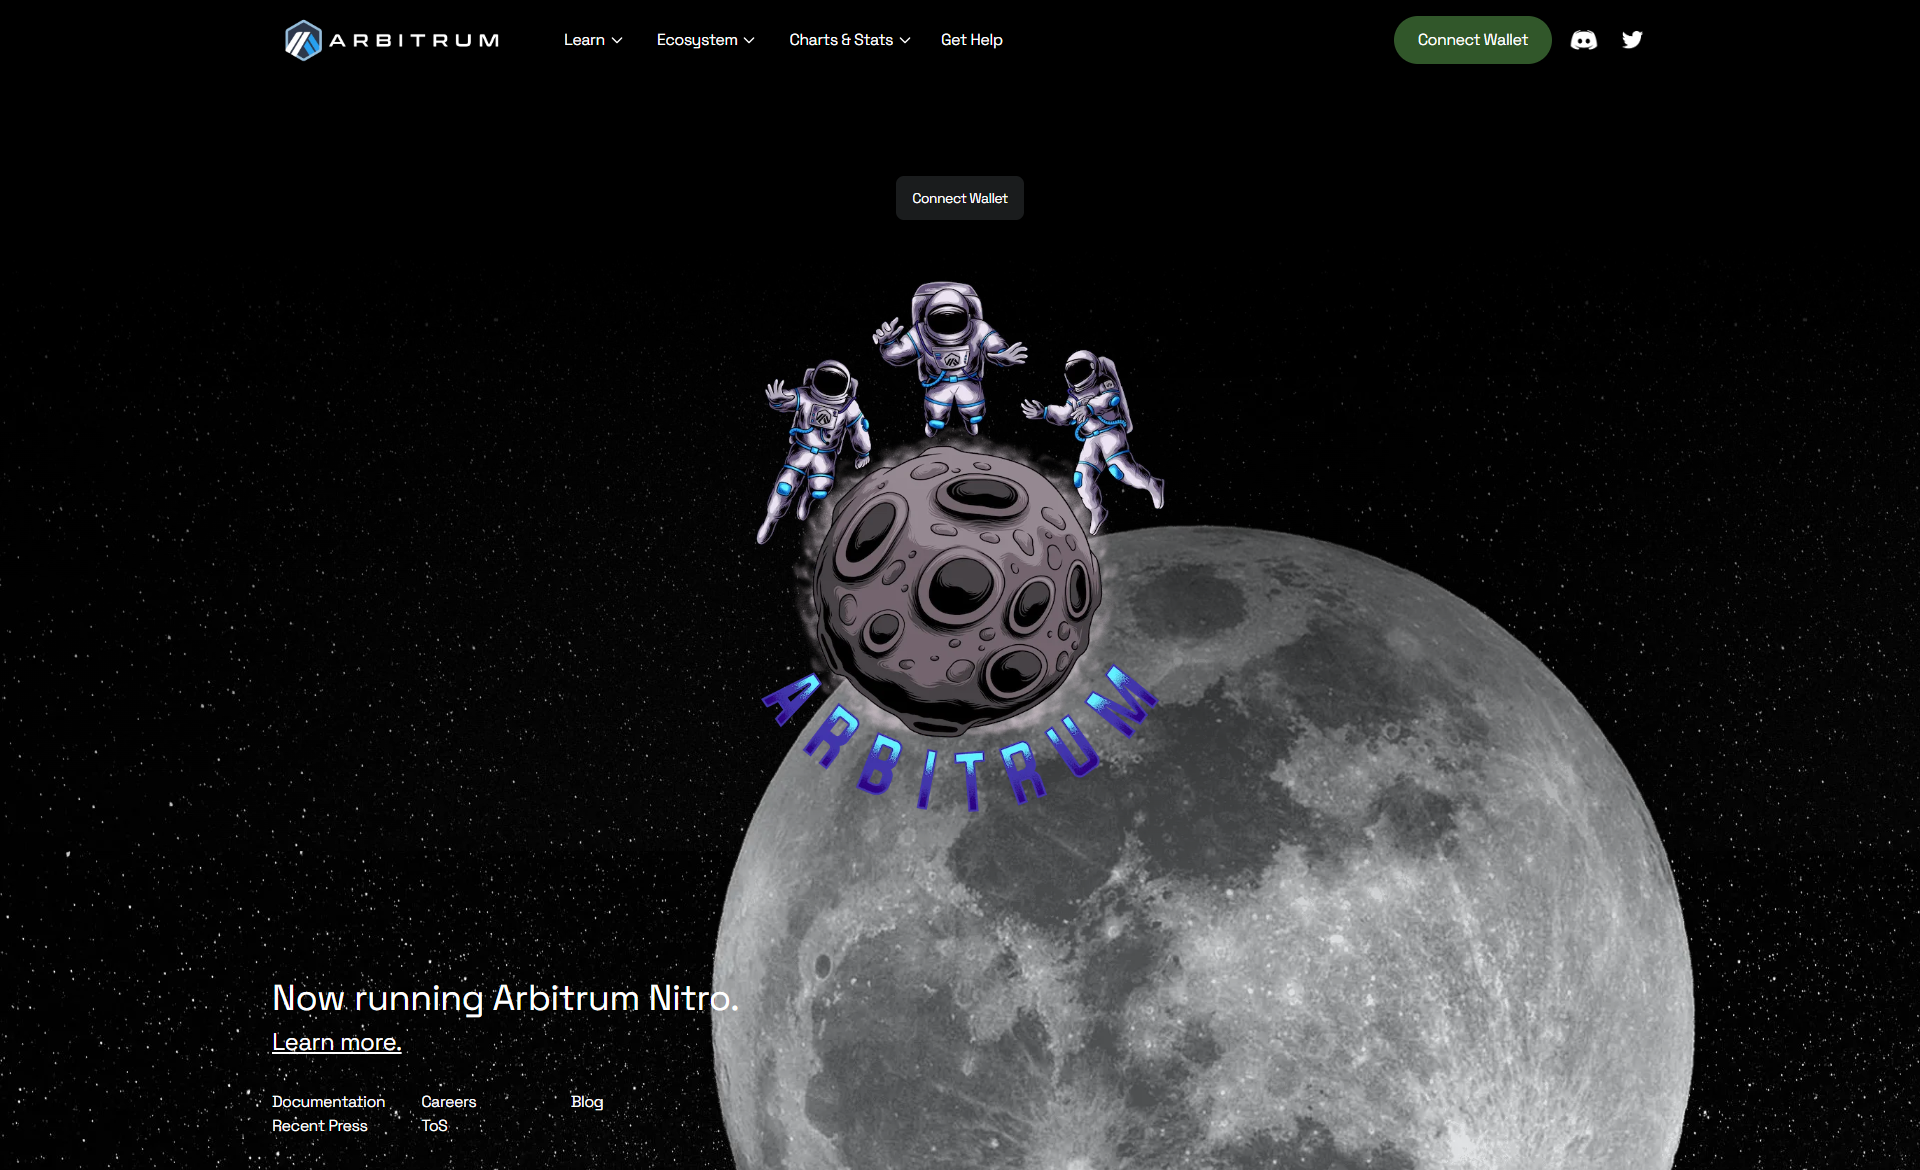 ARBITRUM
Learn
Ecosystem
Charts & Stats
Get Help
Connect Wallet
Connect Wallet
ARBITRUM
Now running Arbitrum Nitro.
Learn more.
Documentation
Careers
Blog
Recent Press
ToS